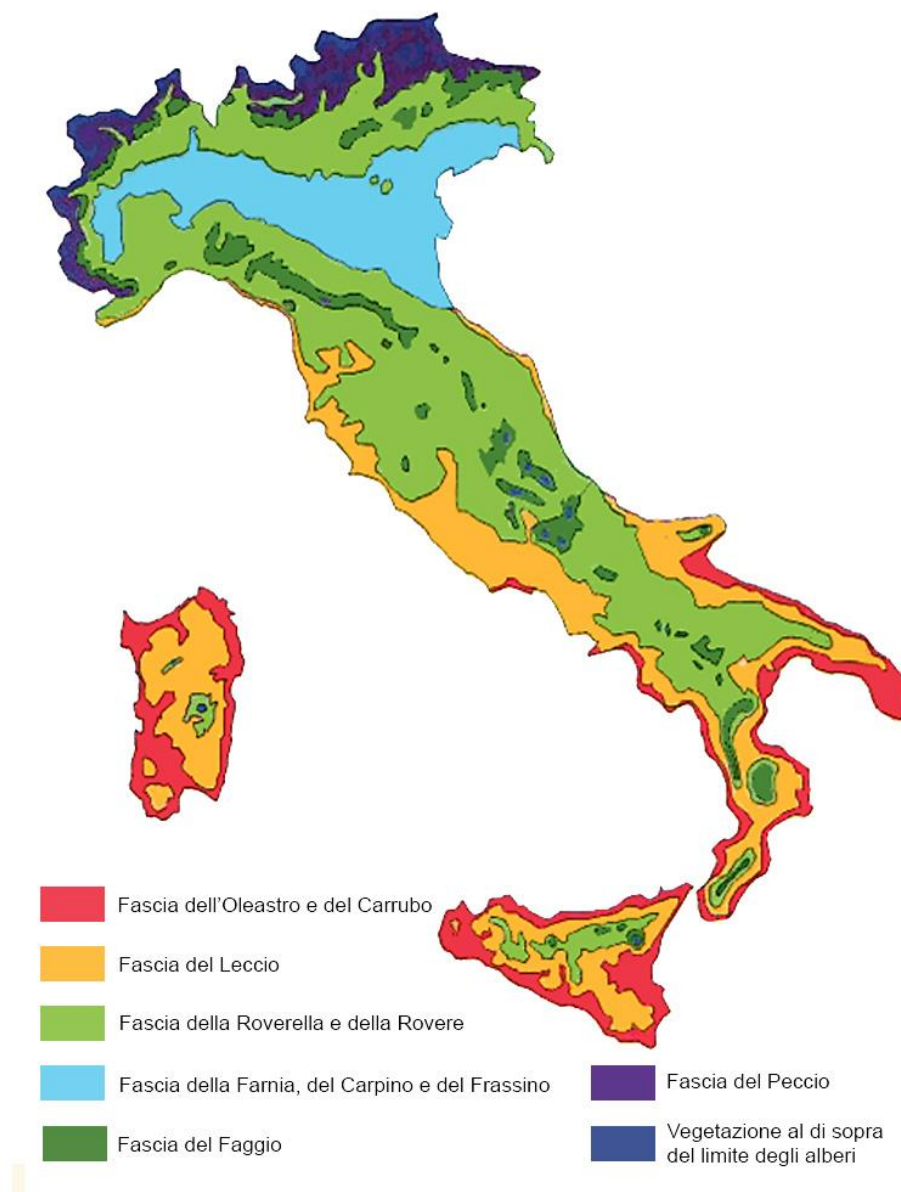 Fascia dell'Oleastro e del Carrubo
Fascia del Leccio
Fascia della Roverella e della Rovere
Fascia della Farnia, del Carpino e del Frassino
Fascia del Faggio
Fascia del Peccio
Vegetazione al di sopra
del limite degli alberi